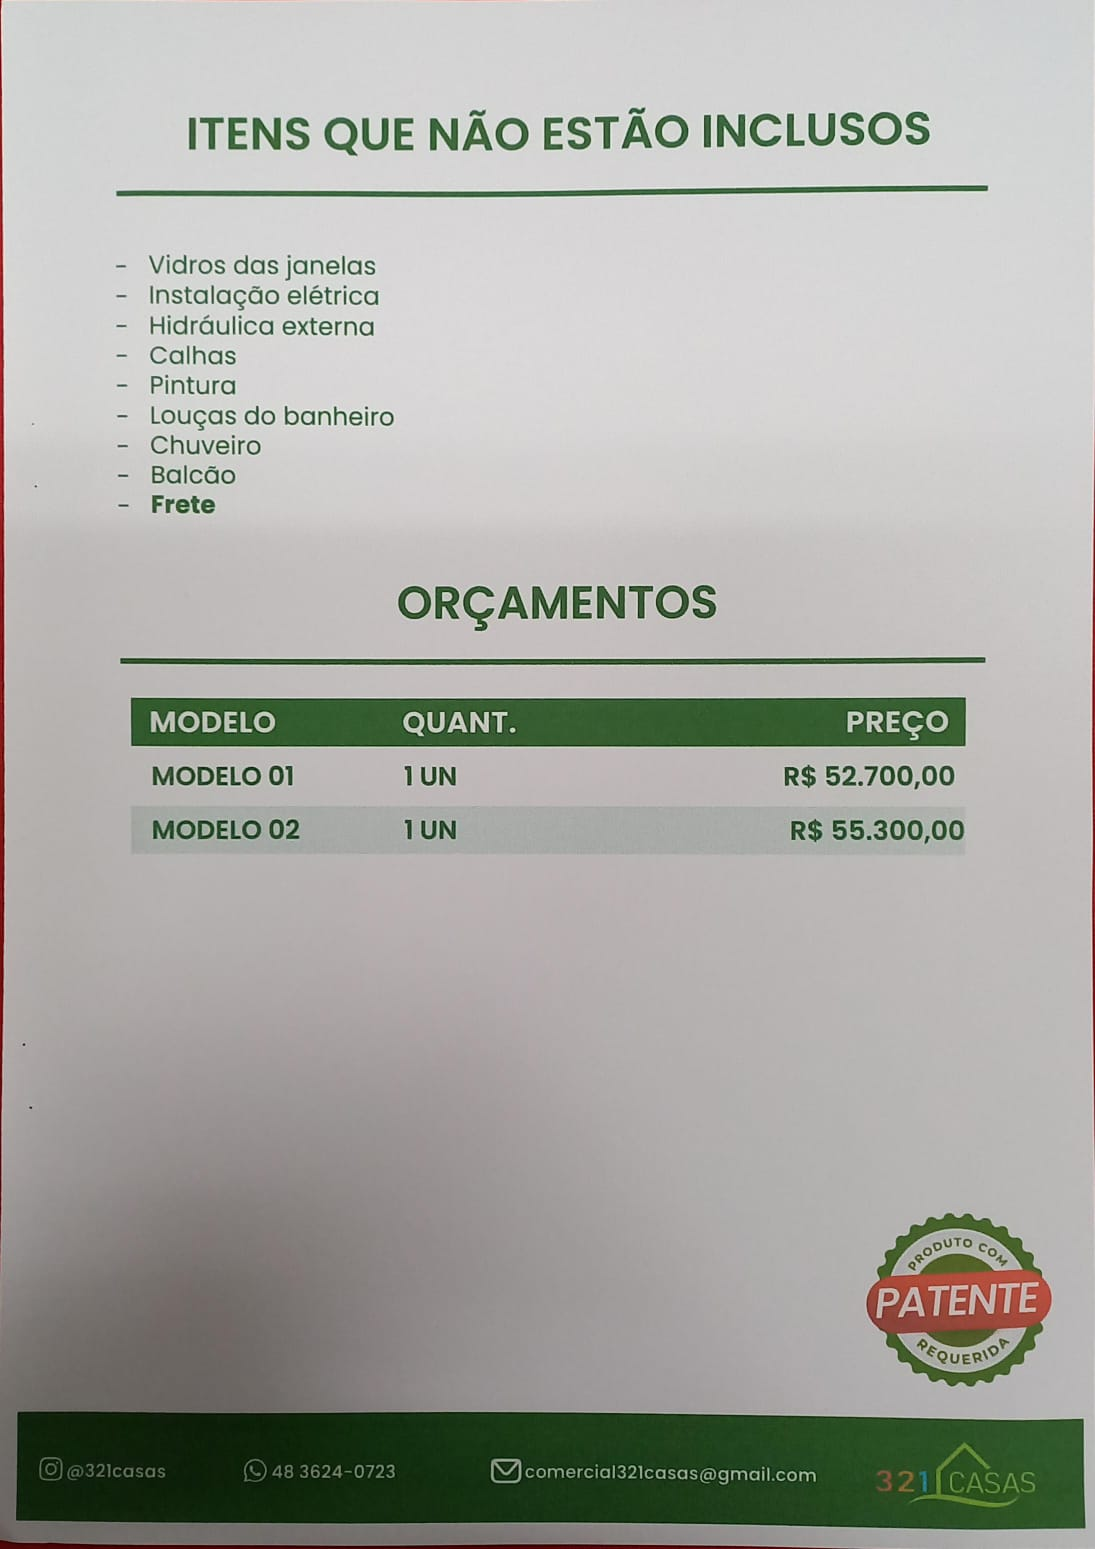 ITENS QUE NÃO ESTÃO INCLUSOS
- Vidros das janelas
- Instalação elétrica
- Hidráulica externa
- Calhas
- Pintura
- Louças do banheiro
- Chuveiro
- Balcão
- Frete
ORÇAMENTOS
MODELO QUANT. PREÇO
MODELO 01 1 UN R$ 52.700,00
MODELO 02 1 UN R$ 55.300,00
PRODUTO COM
PATENTE
REQUERIDA
@321casas 48 3624-0723 comercial321casas@gmail.com 321 CASAS